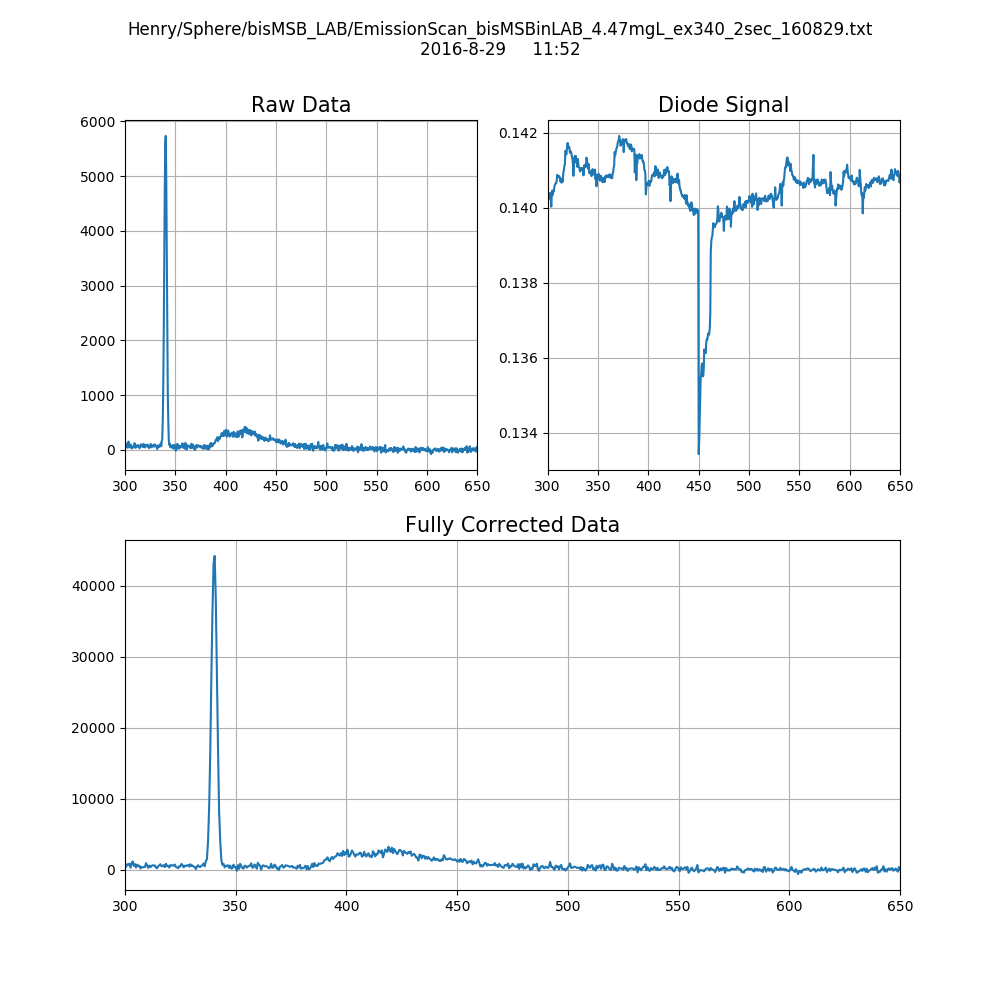 Henry/Sphere/bisMSB_LAB/EmissionScan_bisMSBinLAB_4.47mgL_ex340_2sec_160829.txt
2016-8-29 11:52
Raw Data
6000
5000
4000
3000
2000
1000
0
300 350 400 450 500 550 600 650
Diode Signal
0.142
0.140
0.138
0.136
0.134
300 350 400 450 500 550 600 650
Fully Corrected Data
40000
30000
20000
10000
0
300 350 400 450 500 550 600 650